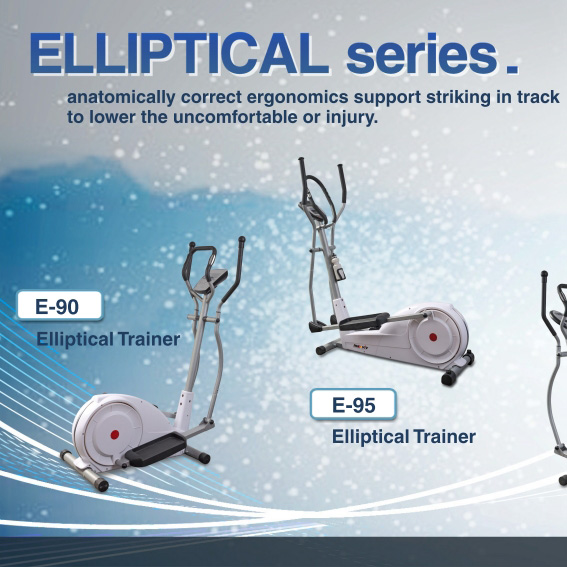 ELLIPTICAL series.
anatomically correct ergonomics support striking in track
to lower the uncomfortable or injury.
E-90
Elliptical Trainer
E-95
Elliptical Trainer